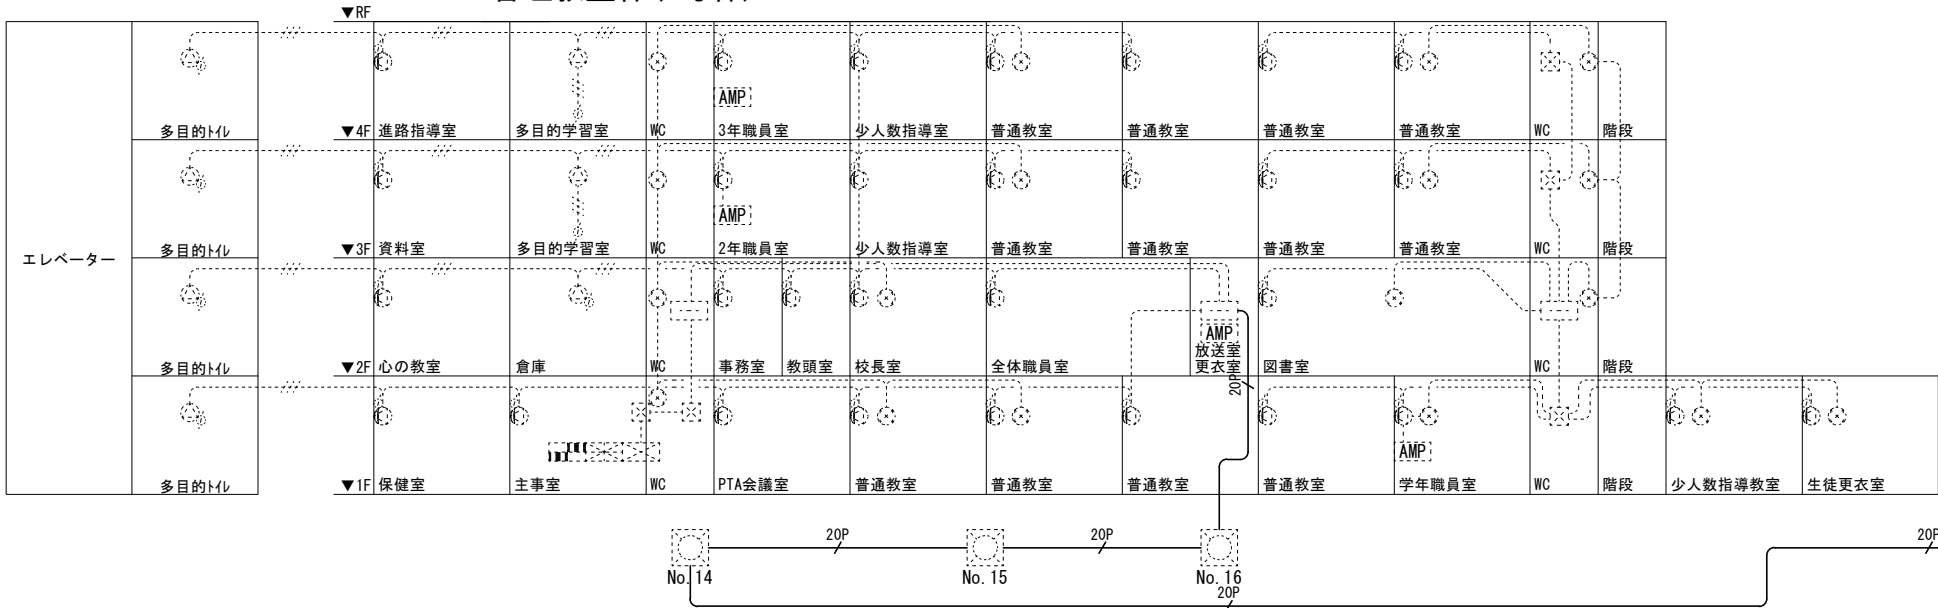 ▼RF
AMP
多目的ﾄｲﾚ
▼4F 進路指導室 多目的学習室 WC 3年職員室 少人数指導室 普通教室 普通教室 普通教室 普通教室 WC 階段
AMP
エレベーター
多目的ﾄｲﾚ
▼3F 資料室 多目的学習室 WC 2年職員室 少人数指導室 普通教室 普通教室 普通教室 普通教室 WC 階段
AMP
放送室
多目的ﾄｲﾚ
▼2F 心の教室 倉庫 WC 事務室 教頭室 校長室 全体職員室 更衣室 図書室 WC 階段
20P
AMP
多目的ﾄｲﾚ
▼1F 保健室 主事室 WC PTA会議室 普通教室 普通教室 普通教室 普通教室 学年職員室 WC 階段 少人数指導教室 生徒更衣室
20P 20P 20P
No.14 No.15 No.16
20P